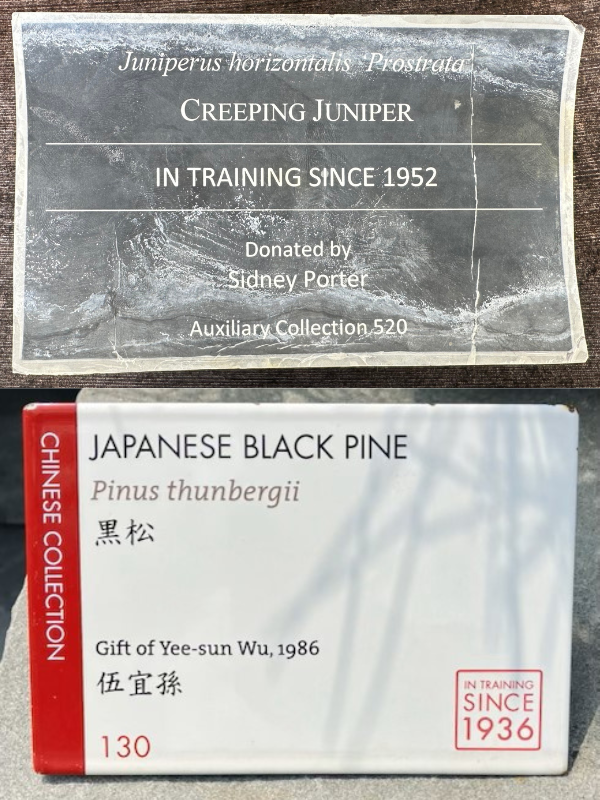 Juniperus horizontalis 'Prostrata'
CREEPING JUNIPER
IN TRAINING SINCE 1952
Donated by
Sidney Porter
Auxiliary Collection 520
CHINESE COLLECTION
JAPANESE BLACK PINE
Pinus thunbergii
黒松
Gift of Yee-sun Wu, 1986
伍宜孫
130
IN TRAINING
SINCE
1936